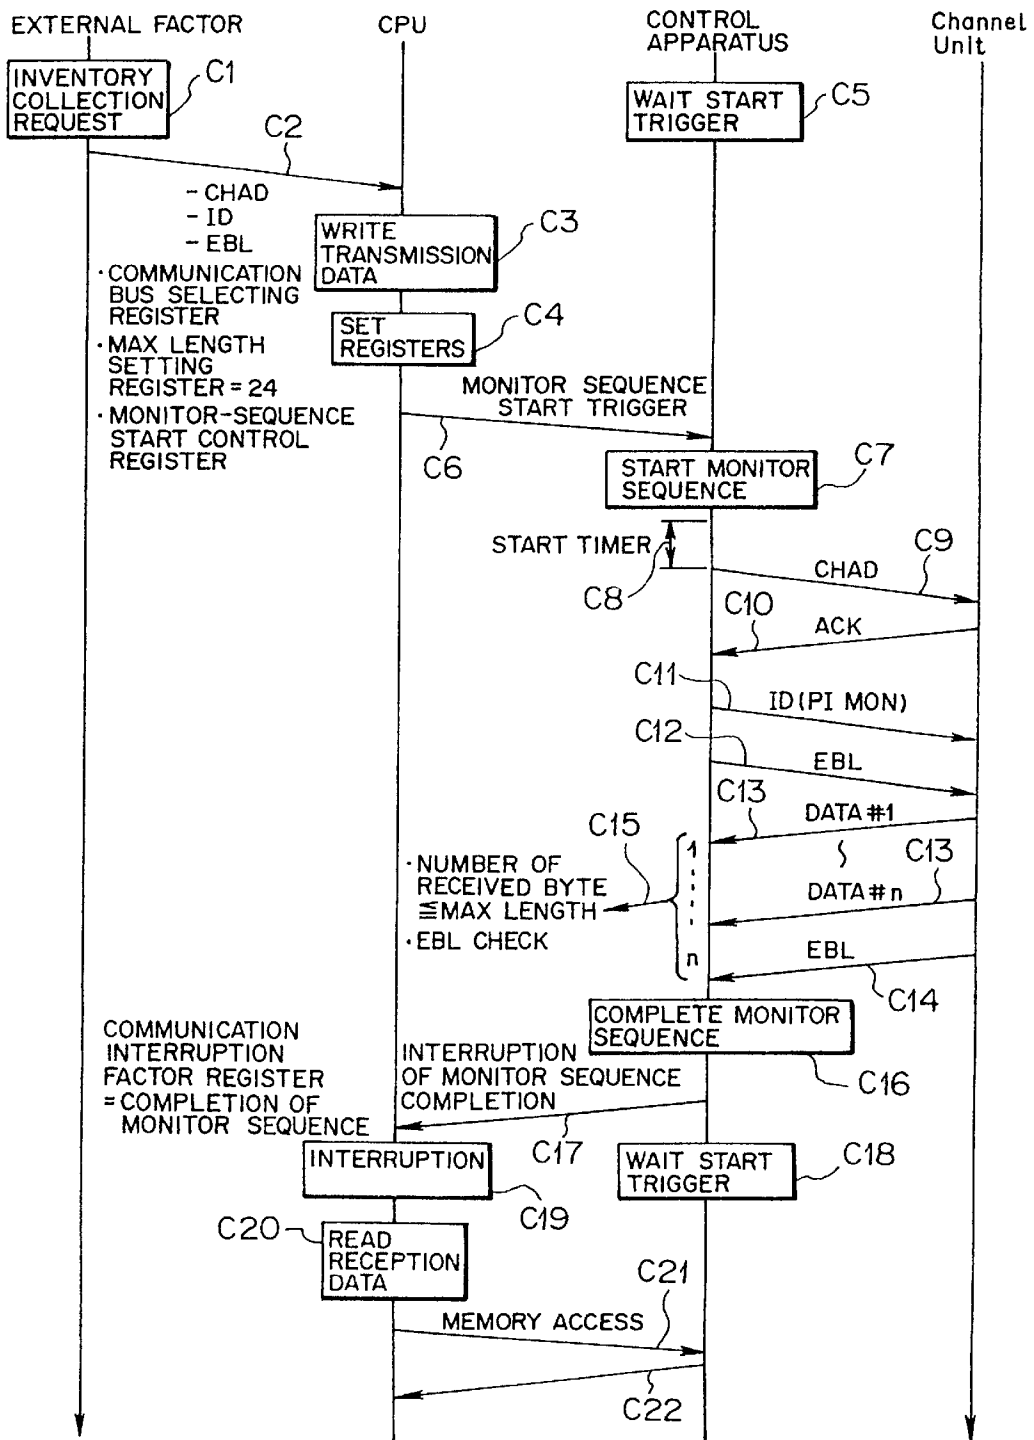 EXTERNAL FACTOR
CPU
CONTROL
APPARATUS
Channel
Unit
INVENTORY
COLLECTION
REQUEST
C1
WAIT START
TRIGGER
C5
C2
- CHAD
- ID
- EBL
WRITE
TRANSMISSION
DATA
C3
· COMMUNICATION
BUS SELECTING
REGISTER
· MAX LENGTH
SETTING
REGISTER = 24
· MONITOR-SEQUENCE
START CONTROL
REGISTER
SET
REGISTERS
C4
MONITOR SEQUENCE
START TRIGGER
C6
START MONITOR
SEQUENCE
C7
START TIMER
C8
CHAD
C9
C10
ACK
C11
ID (PI MON)
C12
EBL
C13
DATA #1
C15
1
C13
· NUMBER OF
RECEIVED BYTE
≦ MAX LENGTH
· EBL CHECK
DATA #n
n
EBL
C14
COMPLETE MONITOR
SEQUENCE
C16
COMMUNICATION
INTERRUPTION
FACTOR REGISTER
= COMPLETION OF
MONITOR SEQUENCE
INTERRUPTION
OF MONITOR SEQUENCE
COMPLETION
C17
INTERRUPTION
C19
WAIT START
TRIGGER
C18
C20
READ
RECEPTION
DATA
MEMORY ACCESS
C21
C22